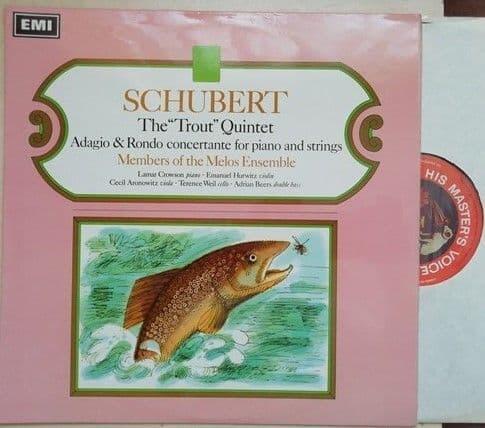 EMI
SCHUBERT
The "Trout" Quintet
Adagio & Rondo concertante for piano and strings
Members of the Melos Ensemble
Lamar Crowson piano · Emanuel Hurwitz violin
Cecil Aronowitz viola · Terence Weil cello · Adrian Beers double bass
HIS MASTER'S VOICE